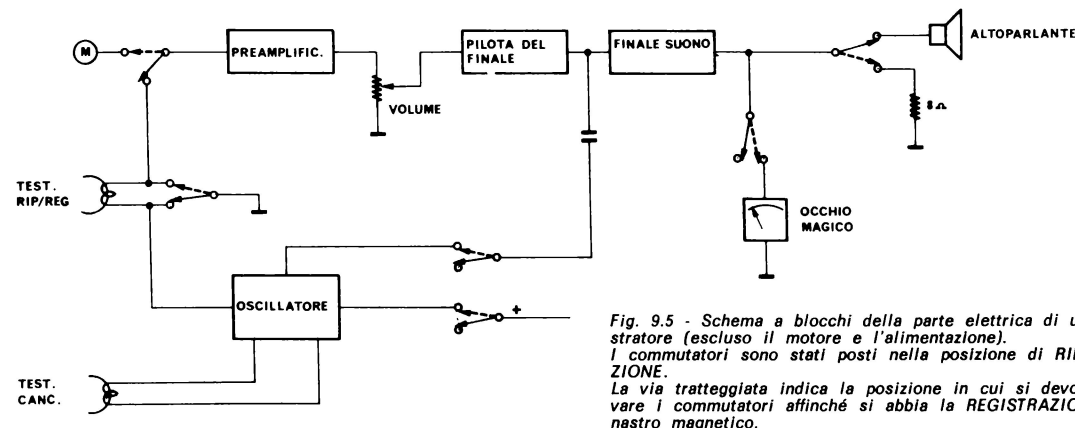 M
PREAMPLIFIC.
VOLUME
PILOTA DEL
FINALE
FINALE SUONO
ALTOPARLANTE
8 Ω
TEST.
RIP/REG
OCCHIO
MAGICO
OSCILLATORE
+
TEST.
CANC.
Fig. 9.5 - Schema a blocchi della parte elettrica di
stratore (escluso il motore e l'alimentazione).
I commutatori sono stati posti nella posizione di
ZIONE.
La via tratteggiata indica la posizione in cui si
vare i commutatori affinché si abbia la
nastro magnetico.